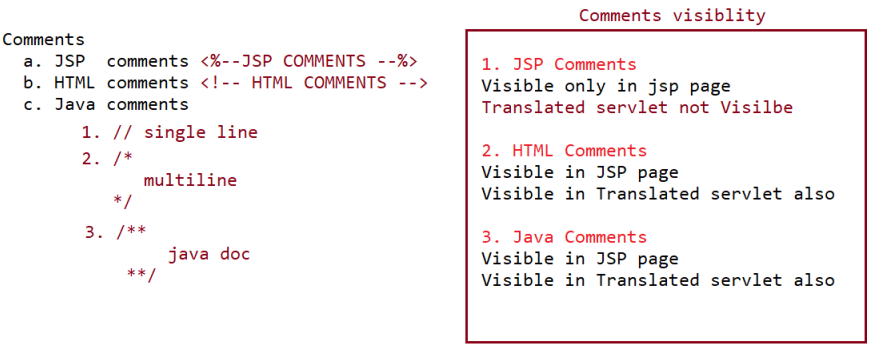 Comments
a. JSP comments <%--JSP COMMENTS --%>
b. HTML comments <!-- HTML COMMENTS -->
c. Java comments
1. // single line
2. /*
multiline
*/
3. /**
java doc
**/
Comments visiblity
1. JSP Comments
Visible only in jsp page
Translated servlet not Visilbe
2. HTML Comments
Visible in JSP page
Visible in Translated servlet also
3. Java Comments
Visible in JSP page
Visible in Translated servlet also